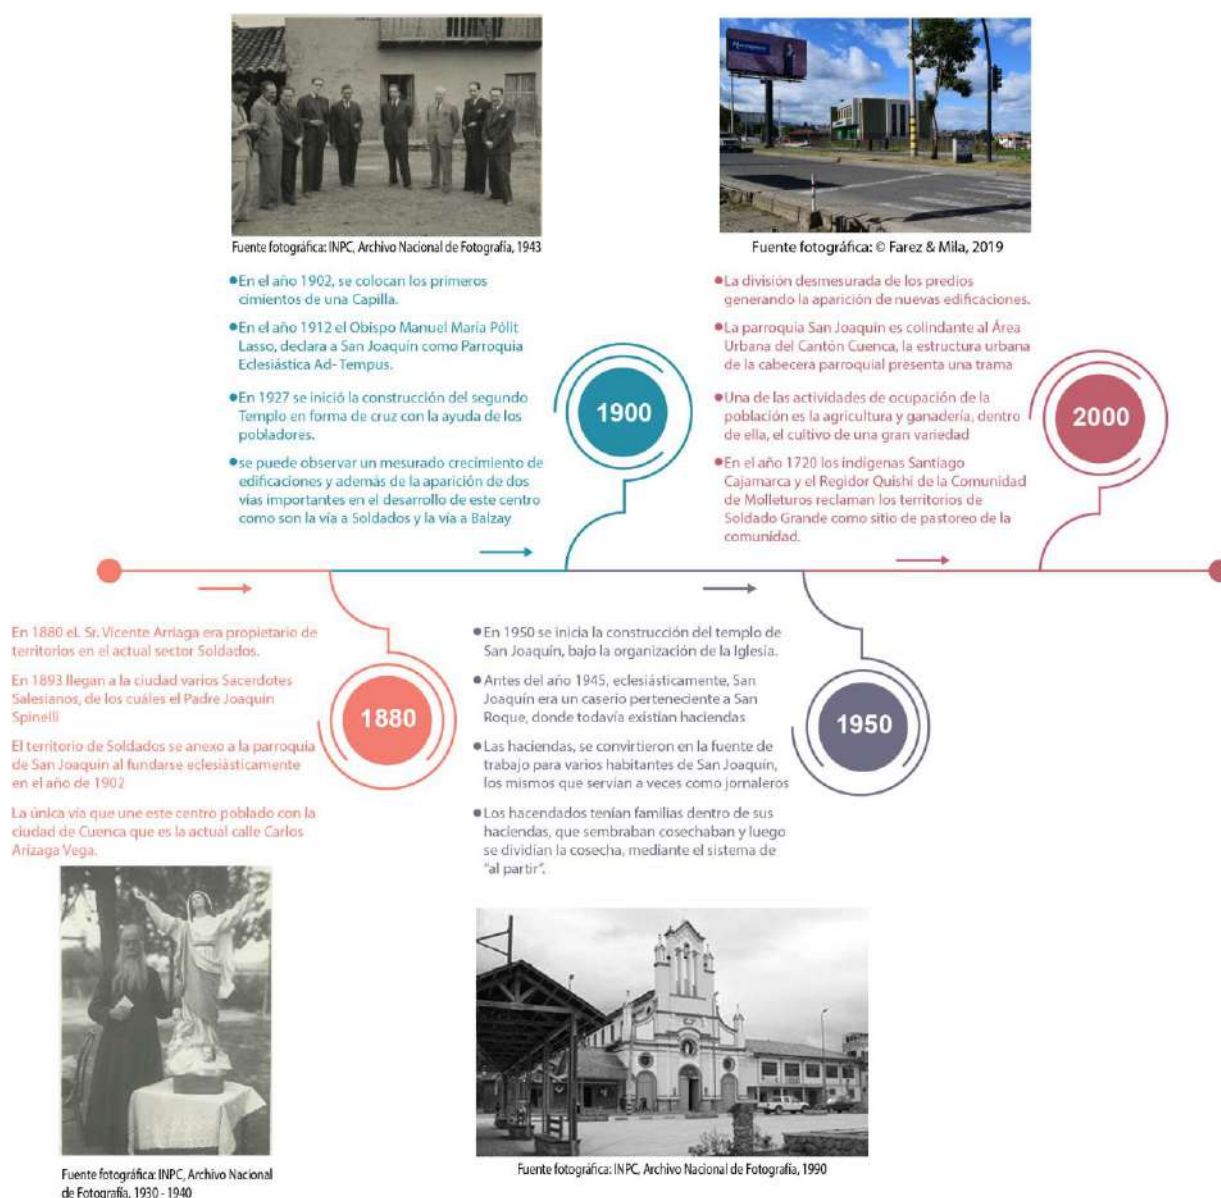 Fuente fotográfica: INPC, Archivo Nacional de Fotografía, 1943
•En el año 1902, se colocan los primeros
cimientos de una Capilla.
•En el año 1912 el Obispo Manuel María Pólit
Lasso, declara a San Joaquín como Parroquia
Eclesiástica Ad- Tempus.
•En 1927 se inició la construcción del segundo
Templo en forma de cruz con la ayuda de los
pobladores.
•se puede observar un mesurado crecimiento de
edificaciones y además de la aparición de dos
vías importantes en el desarrollo de este centro
como son la vía a Soldados y la vía a Balzay
1900
Fuente fotográfica: © Farez & Mila, 2019
•La división desmesurada de los predios
generando la aparición de nuevas edificaciones.
•La parroquia San Joaquín es colindante al Área
Urbana del Cantón Cuenca, la estructura urbana
de la cabecera parroquial presenta una trama
•Una de las actividades de ocupación de la
población es la agricultura y ganadería, dentro
de ella, el cultivo de una gran variedad
•En el año 1720 los indígenas Santiago
Cajamarca y el Regidor Quishi de la Comunidad
de Molleturos reclaman los territorios de
Soldado Grande como sitio de pastoreo de la
comunidad.
2000
En 1880 el. Sr. Vicente Arriaga era propietario de
territorios en el actual sector Soldados.
En 1893 llegan a la ciudad varios Sacerdotes
Salesianos, de los cuáles el Padre Joaquín
Spinelli
El territorio de Soldados se anexo a la parroquia
de San Joaquín al fundarse eclesiásticamente
en el año de 1902
La única vía que une este centro poblado con la
ciudad de Cuenca que es la actual calle Carlos
Arízaga Vega.
1880
Fuente fotográfica: INPC, Archivo Nacional
de Fotografía, 1930 - 1940
•En 1950 se inicia la construcción del templo de
San Joaquín, bajo la organización de la Iglesia.
•Antes del año 1945, eclesiásticamente, San
Joaquín era un caserío perteneciente a San
Roque, donde todavía existían haciendas
•Las haciendas, se convirtieron en la fuente de
trabajo para varios habitantes de San Joaquín,
los mismos que servían a veces como jornaleros
•Los hacendados tenían familias dentro de sus
haciendas, que sembraban cosechaban y luego
se dividían la cosecha, mediante el sistema de
"al partir".
1950
Fuente fotográfica: INPC, Archivo Nacional de Fotografía, 1990